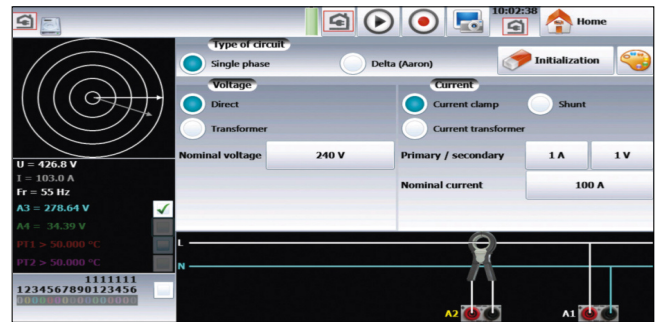 10:02:38
Home
Type of circuit
Single phase
Delta (Aaron)
Initialization
Voltage
Direct
Transformer
Nominal voltage
240 V
Current
Current clamp
Shunt
Current transformer
Primary / secondary
1 A
1 V
Nominal current
100 A
U = 426.8 V
I = 103.0 A
Fr = 55 Hz
A3 = 278.64 V
A4 = 34.39 V
PT1 > 50.000 °C
PT2 > 50.000 °C
1111111
1234567890123456
0000000000000000
L
N
A2
A1